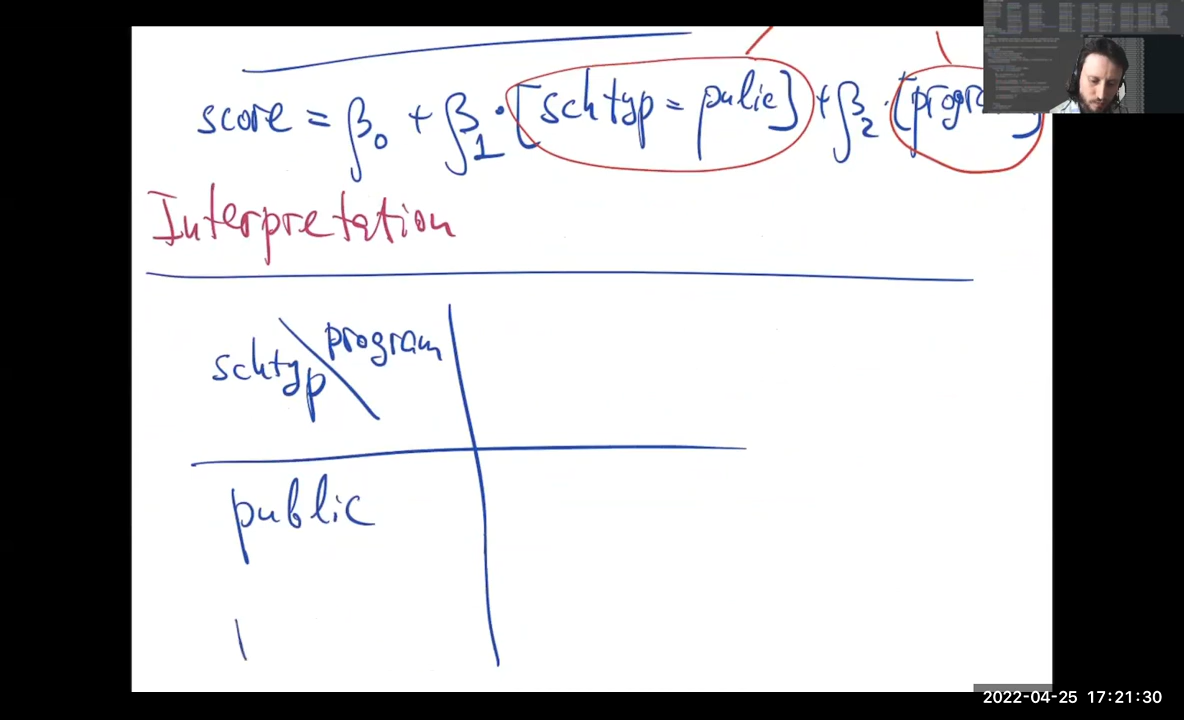 score = β₀ + β₁ · [schtyp = pulic] + β₂ · [progr
Interpretation
schtyp \ program
public
2022-04-25 17:21:30